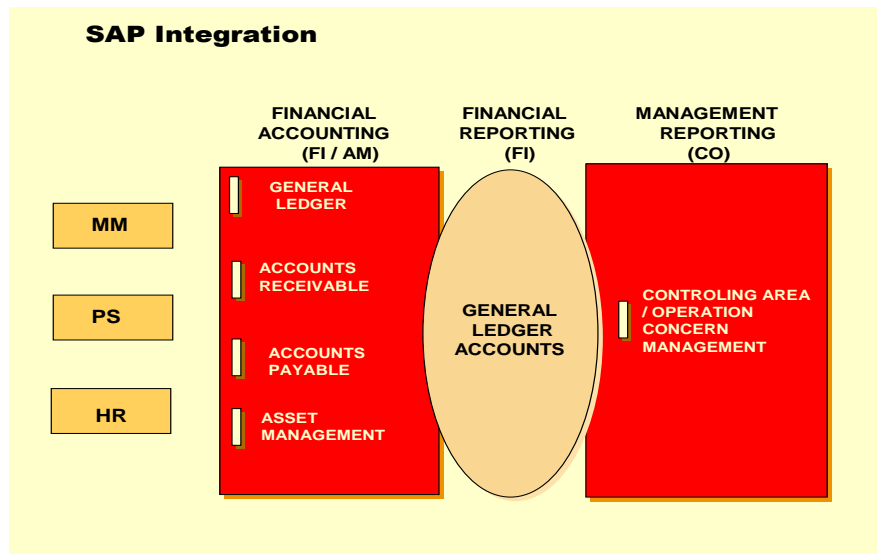 SAP Integration
FINANCIAL
ACCOUNTING
(FI / AM)
FINANCIAL
REPORTING
(FI)
MANAGEMENT
REPORTING
(CO)
MM
PS
HR
GENERAL
LEDGER
ACCOUNTS
RECEIVABLE
ACCOUNTS
PAYABLE
ASSET
MANAGEMENT
GENERAL
LEDGER
ACCOUNTS
CONTROLING AREA
/ OPERATION
CONCERN
MANAGEMENT